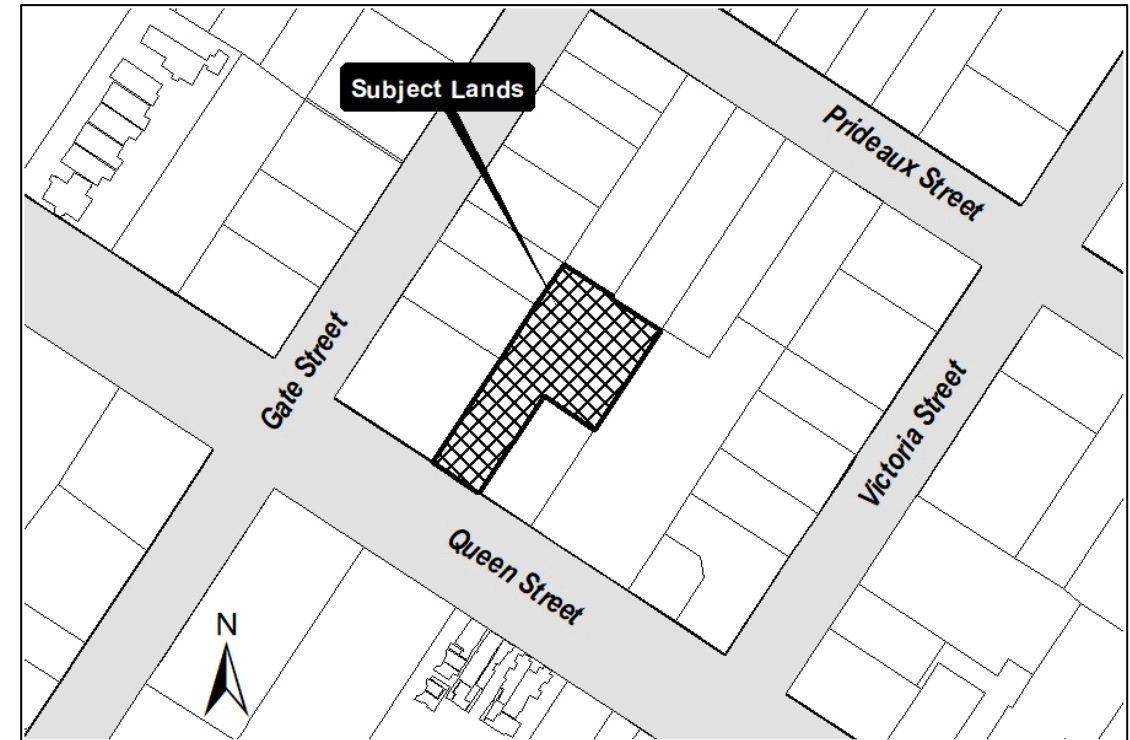 Subject Lands
Prideaux Street
Gate Street
Victoria Street
Queen Street
N